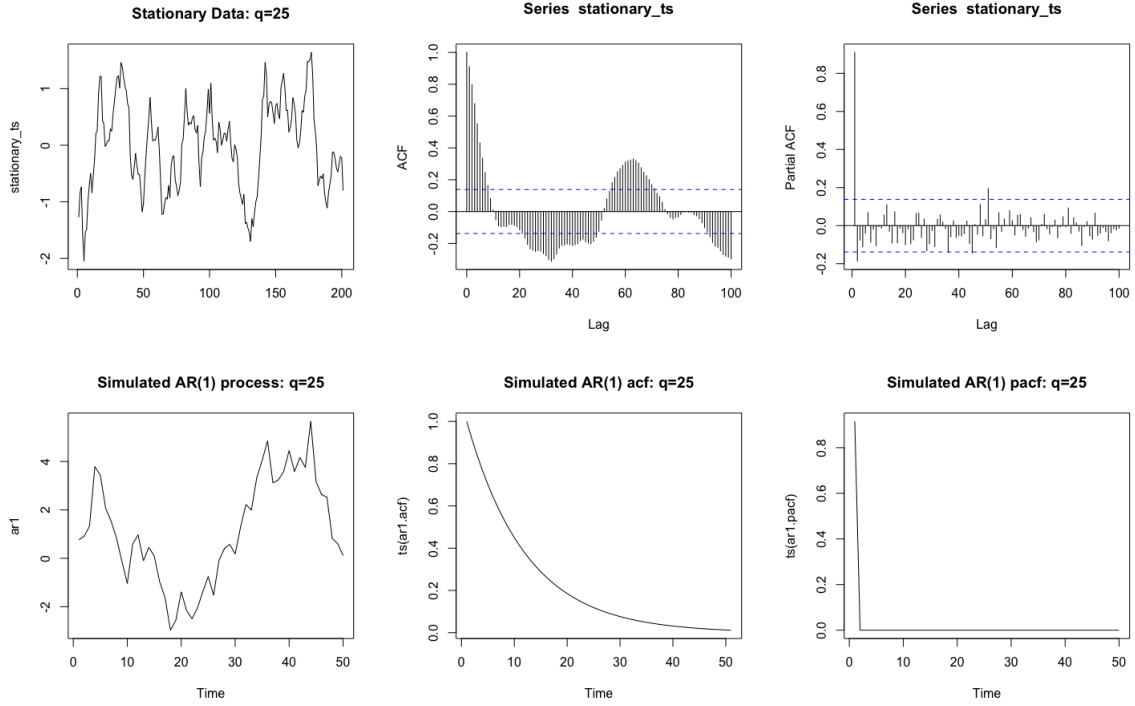 Stationary Data: q=25
stationary_ts
1
0
-1
-2
0 50 100 150 200
Series stationary_ts
ACF
1.0
0.8
0.6
0.4
0.2
0.0
-0.2
0 20 40 60 80 100
Lag
Series stationary_ts
Partial ACF
0.8
0.6
0.4
0.2
0.0
-0.2
0 20 40 60 80 100
Lag
Simulated AR(1) process: q=25
ar1
4
2
0
-2
0 10 20 30 40 50
Time
Simulated AR(1) acf: q=25
ts(ar1.acf)
1.0
0.8
0.6
0.4
0.2
0.0
0 10 20 30 40 50
Time
Simulated AR(1) pacf: q=25
ts(ar1.pacf)
0.8
0.6
0.4
0.2
0.0
0 10 20 30 40 50
Time